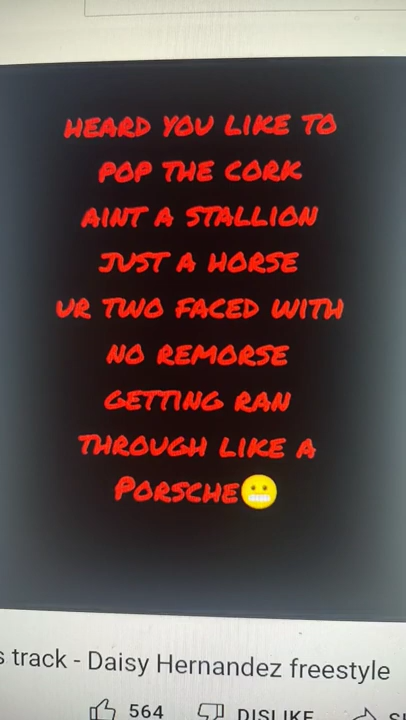 HEARD YOU LIKE TO
POP THE CORK
AINT A STALLION
JUST A HORSE
UR TWO FACED WITH
NO REMORSE
GETTING RAN
THROUGH LIKE A
PORSCHE😬
track - Daisy Hernandez freestyle
564 DISLIKE